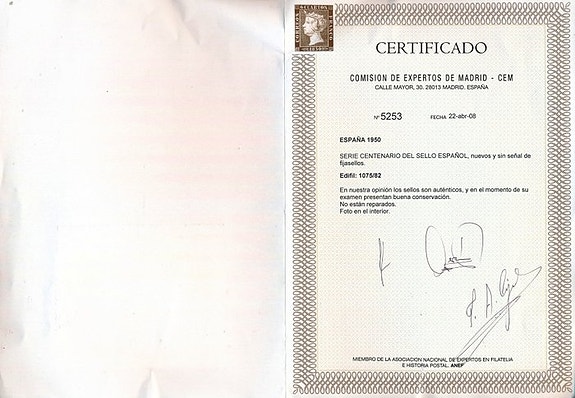 CERTIFICADO
COMISION DE EXPERTOS DE MADRID - CEM
CALLE MAYOR, 30. 28013 MADRID. ESPAÑA
Nº 5253 FECHA 22-abr-08
ESPAÑA 1950
SERIE CENTENARIO DEL SELLO ESPAÑOL, nuevos y sin señal de
fijasellos.
Edifil: 1075/82
En nuestra opinión los sellos son auténticos, y en el momento de su
examen presentan buena conservación.
No están reparados.
Foto en el interior.
MIEMBRO DE LA ASOCIACION NACIONAL DE EXPERTOS EN FILATELIA
E HISTORIA POSTAL. ANEF